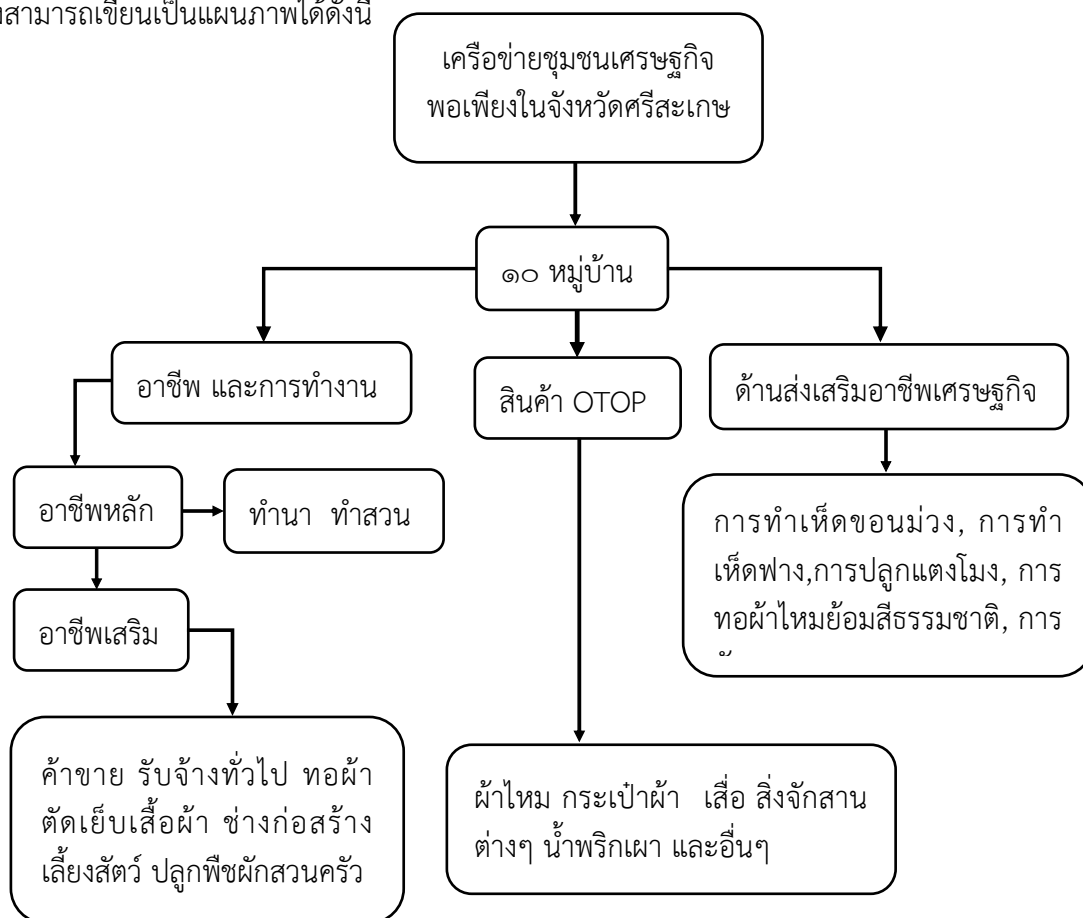 สามารถเขียนเป็นแผนภาพได้ดังนี้
เครือข่ายชุมชนเศรษฐกิจ
พอเพียงในจังหวัดศรีสะเกษ
๑๐ หมู่บ้าน
อาชีพ และการทำงาน
สินค้า OTOP
ด้านส่งเสริมอาชีพเศรษฐกิจ
อาชีพหลัก
ทำนา ทำสวน
การทำเห็ดขอนม่วง, การทำ
เห็ดฟาง,การปลูกแตงโมง, การ
ทอผ้าไหมย้อมสีธรรมชาติ, การ
อาชีพเสริม
ค้าขาย รับจ้างทั่วไป ทอผ้า
ตัดเย็บเสื้อผ้า ช่างก่อสร้าง
เลี้ยงสัตว์ ปลูกพืชผักสวนครัว
ผ้าไหม กระเป๋าผ้า เสื่อ สิ่งจักสาน
ต่างๆ น้ำพริกเผา และอื่นๆ